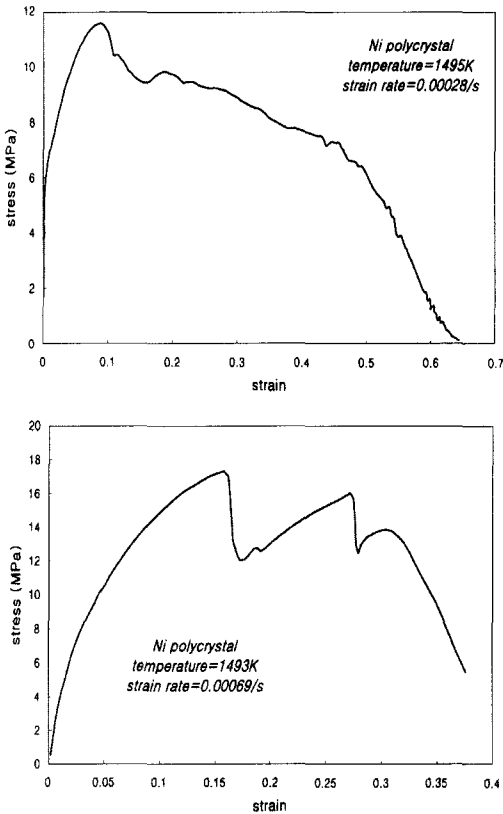 12
10
8
6
4
2
0
stress (MPa)
Ni polycrystal
temperature=1495K
strain rate=0.00028/s
0 0.1 0.2 0.3 0.4 0.5 0.6 0.7
strain
18
16
14
12
10
8
6
4
2
0
stress (MPa)
Ni polycrystal
temperature=1493K
strain rate=0.00069/s
0 0.05 0.1 0.15 0.2 0.25 0.3 0.35 0.4
strain